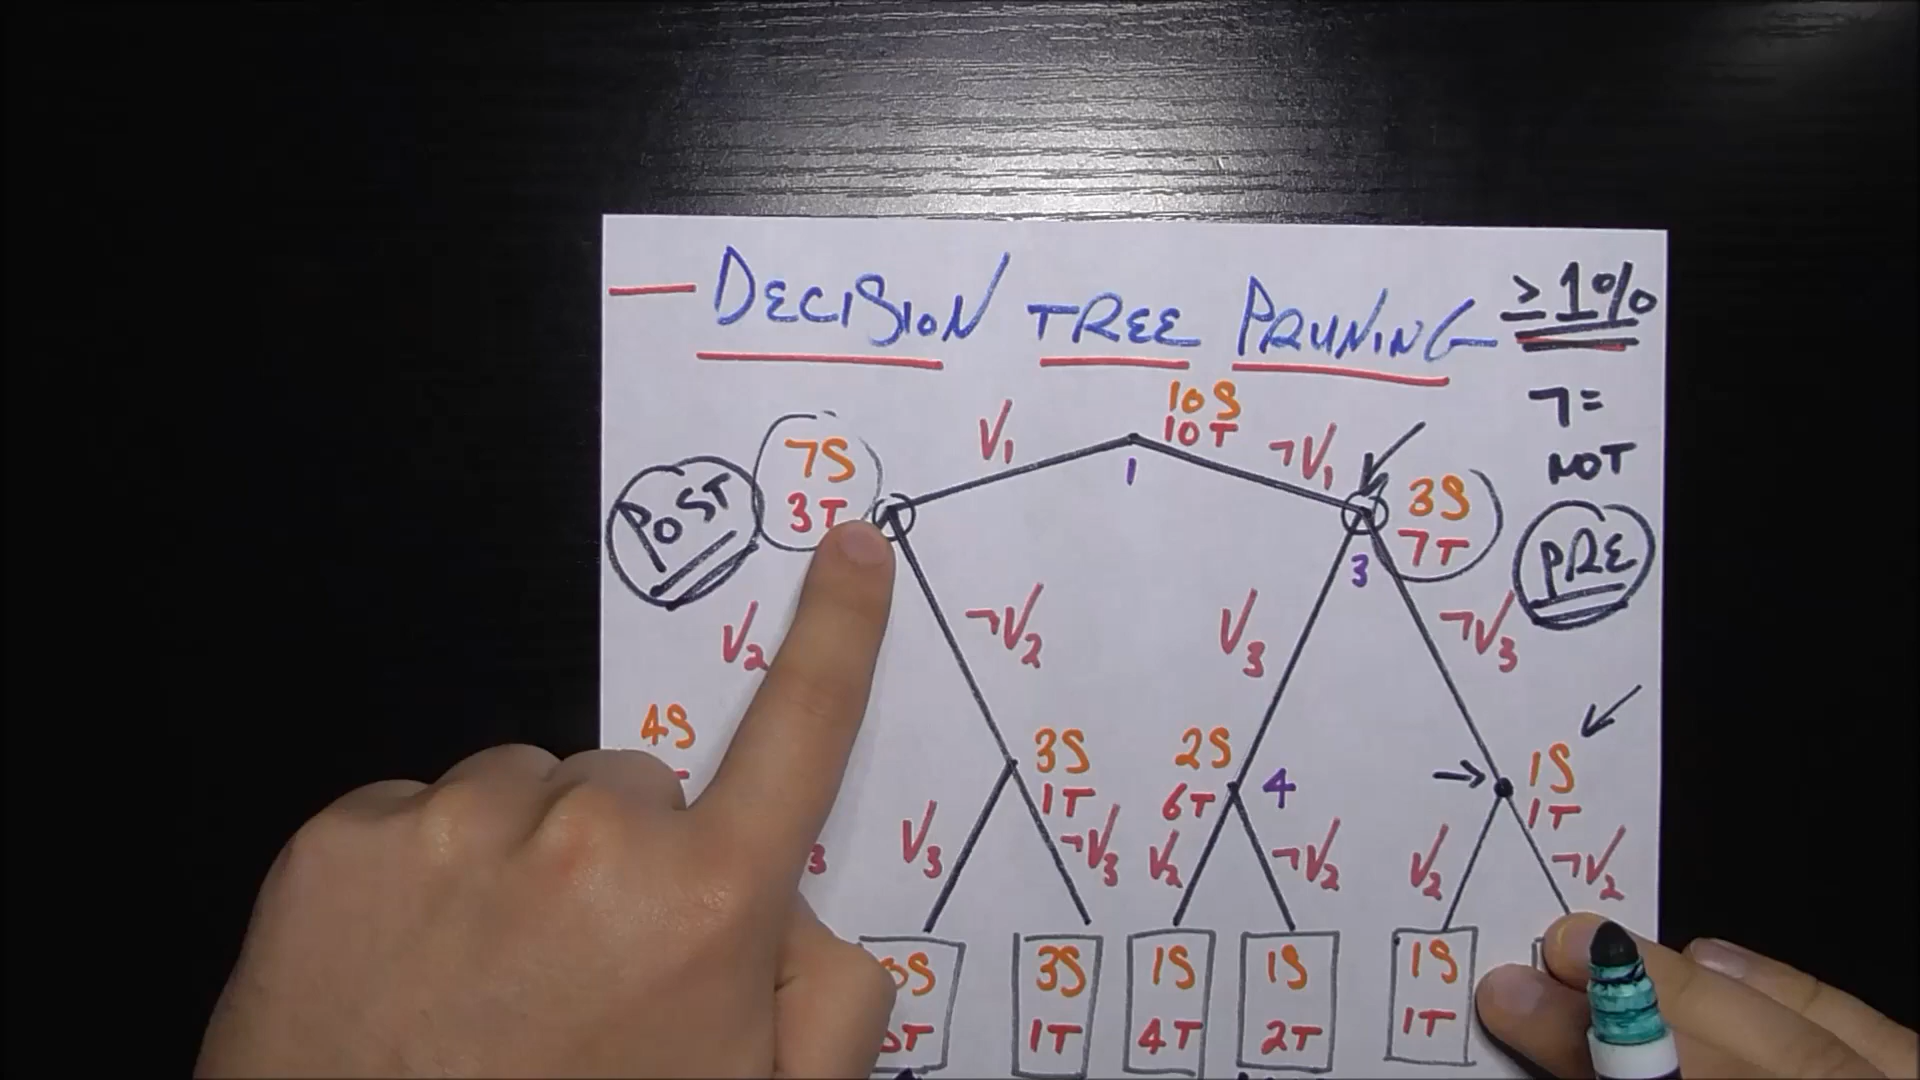 — DECISION TREE PRUNING ≥1%
10S
10T
V1
¬V1
1
¬=
NOT
POST
7S
3T
3S
7T
3
PRE
V2
¬V2
V3
¬V3
4S
3S
1T
2S
6T
4
1S
1T
3
V3
¬V3
V2
¬V2
V2
¬V2
3S
1T
1S
4T
1S
2T
1S
1T